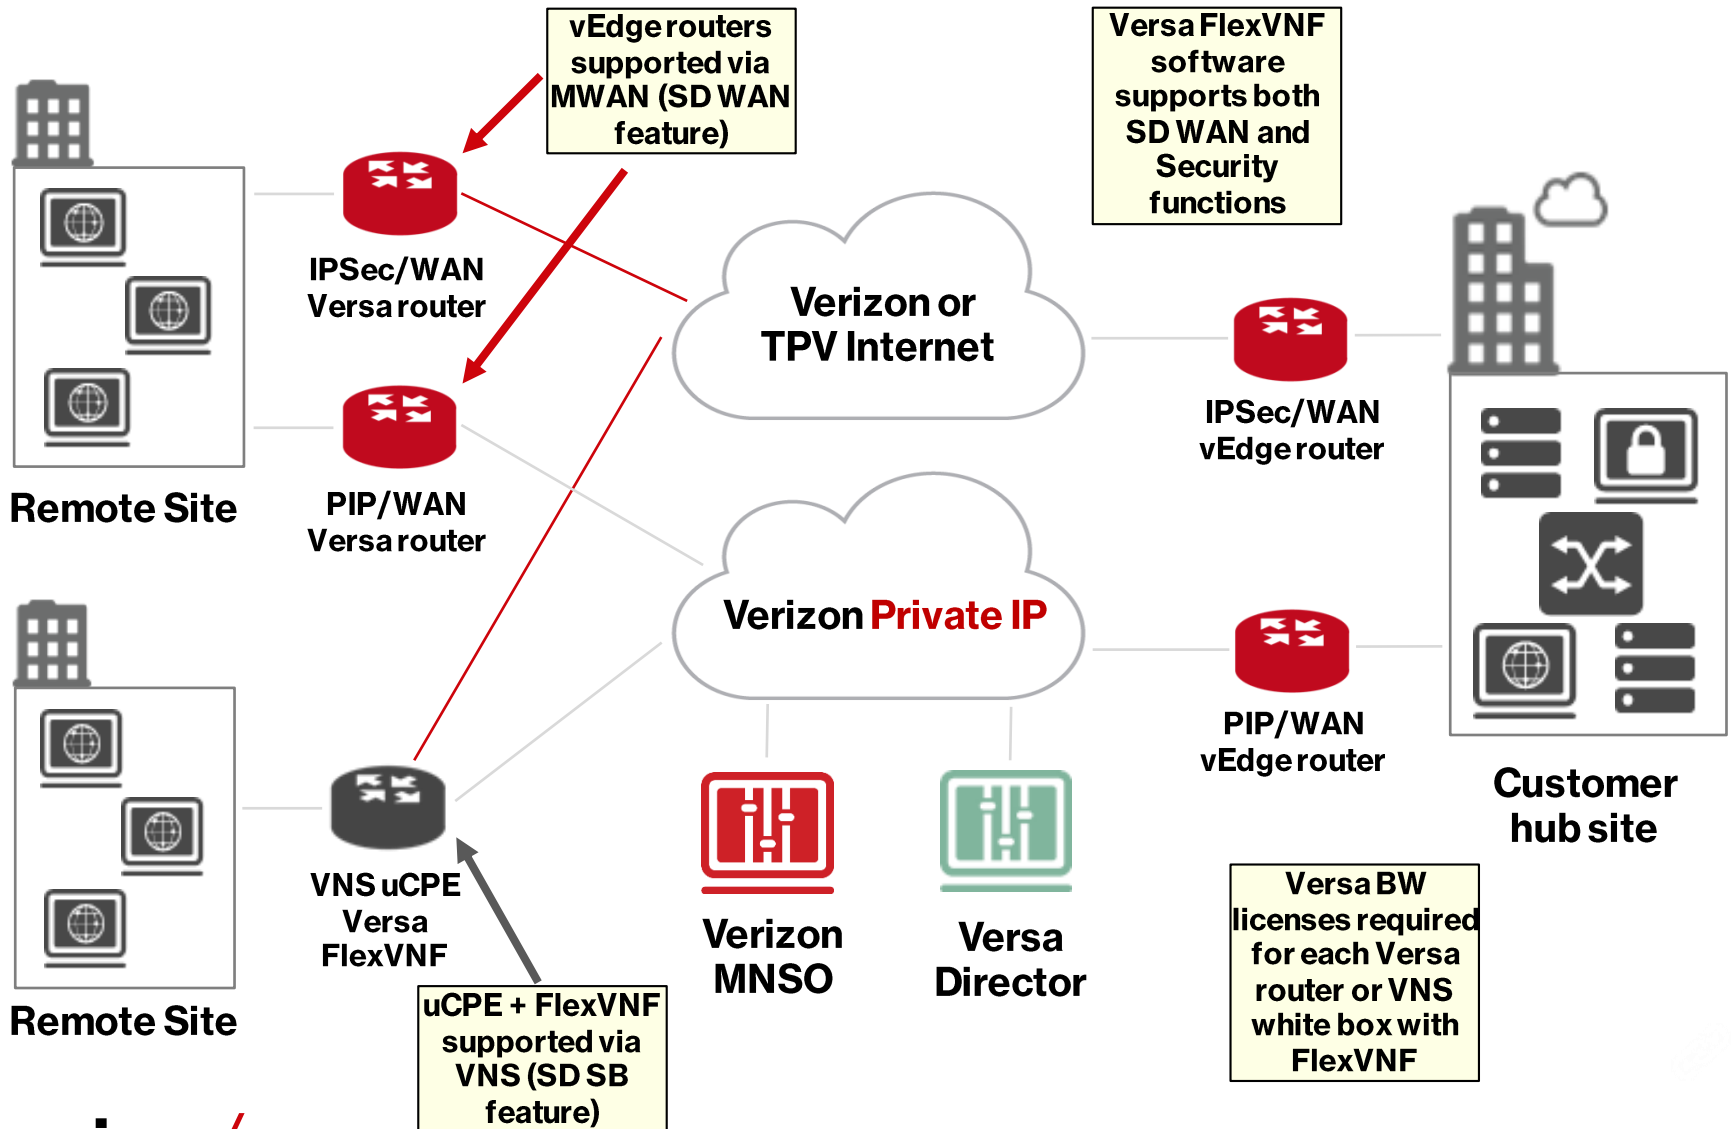 vEdge routers
supported via
MWAN (SD WAN
feature)
Versa FlexVNF
software
supports both
SD WAN and
Security
functions
IPSec/WAN
Versa router
Verizon or
TPV Internet
IPSec/WAN
vEdge router
Remote Site
PIP/WAN
Versa router
Verizon Private IP
PIP/WAN
vEdge router
Customer
hub site
VNS uCPE
Versa
FlexVNF
Verizon
MNSO
Versa
Director
Versa BW
licenses required
for each Versa
router or VNS
white box with
FlexVNF
Remote Site
uCPE + FlexVNF
supported via
VNS (SD SB
feature)